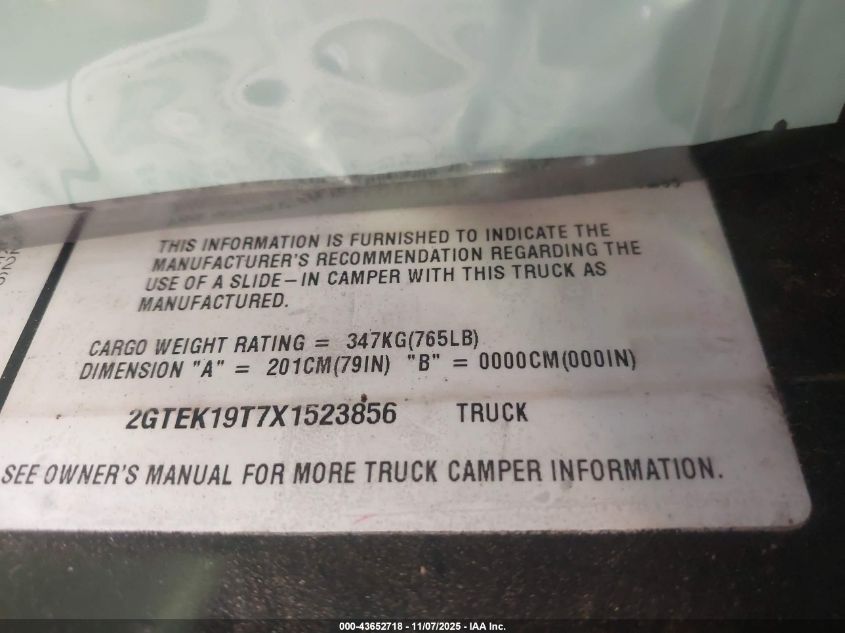 THIS INFORMATION IS FURNISHED TO INDICATE THE
MANUFACTURER'S RECOMMENDATION REGARDING THE
USE OF A SLIDE–IN CAMPER WITH THIS TRUCK AS
MANUFACTURED.
CARGO WEIGHT RATING = 347KG(765LB)
DIMENSION "A" = 201CM(79IN) "B" = 0000CM(000IN)
2GTEK19T7X1523856 TRUCK
SEE OWNER'S MANUAL FOR MORE TRUCK CAMPER INFORMATION.
000-43652718 - 11/07/2025 - IAA Inc.